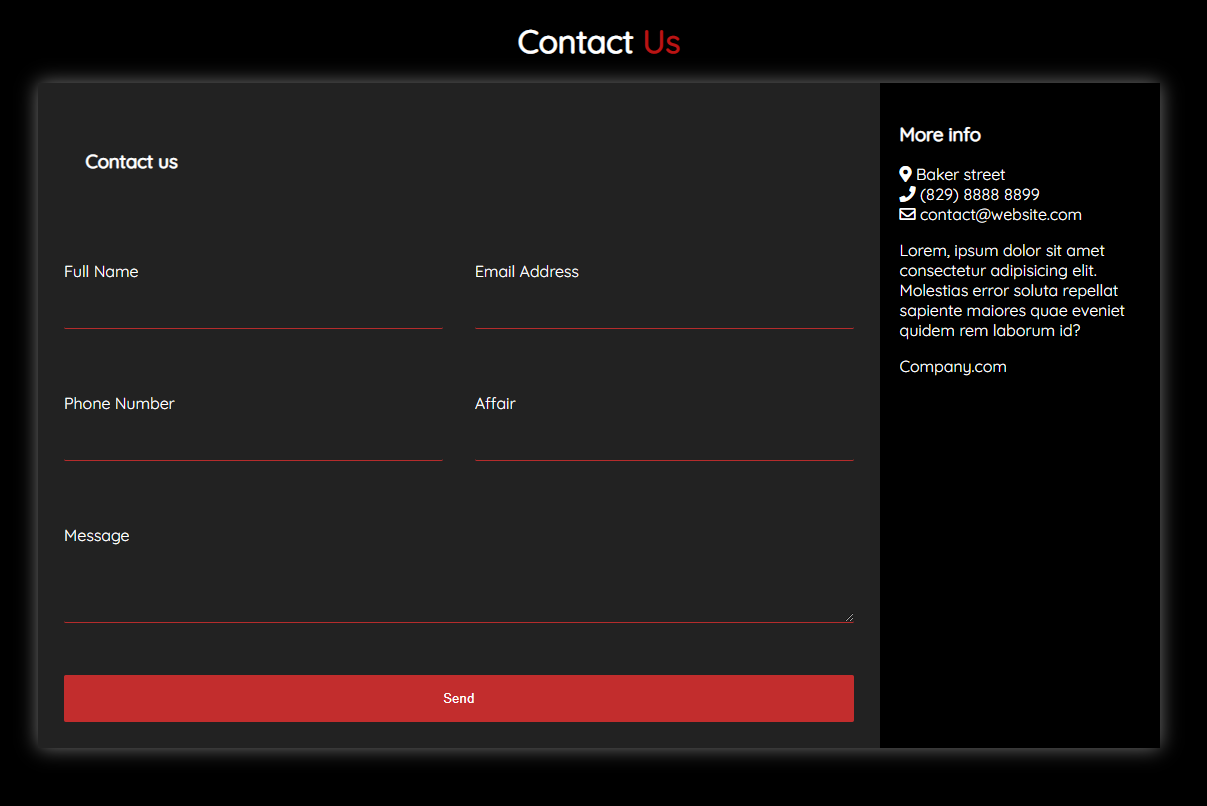 Contact Us
Contact us
Full Name
Email Address
Phone Number
Affair
Message
Send
More info
Baker street
(829) 8888 8899
contact@website.com
Lorem, ipsum dolor sit amet
consectetur adipisicing elit.
Molestias error soluta repellat
sapiente maiores quae eveniet
quidem rem laborum id?
Company.com